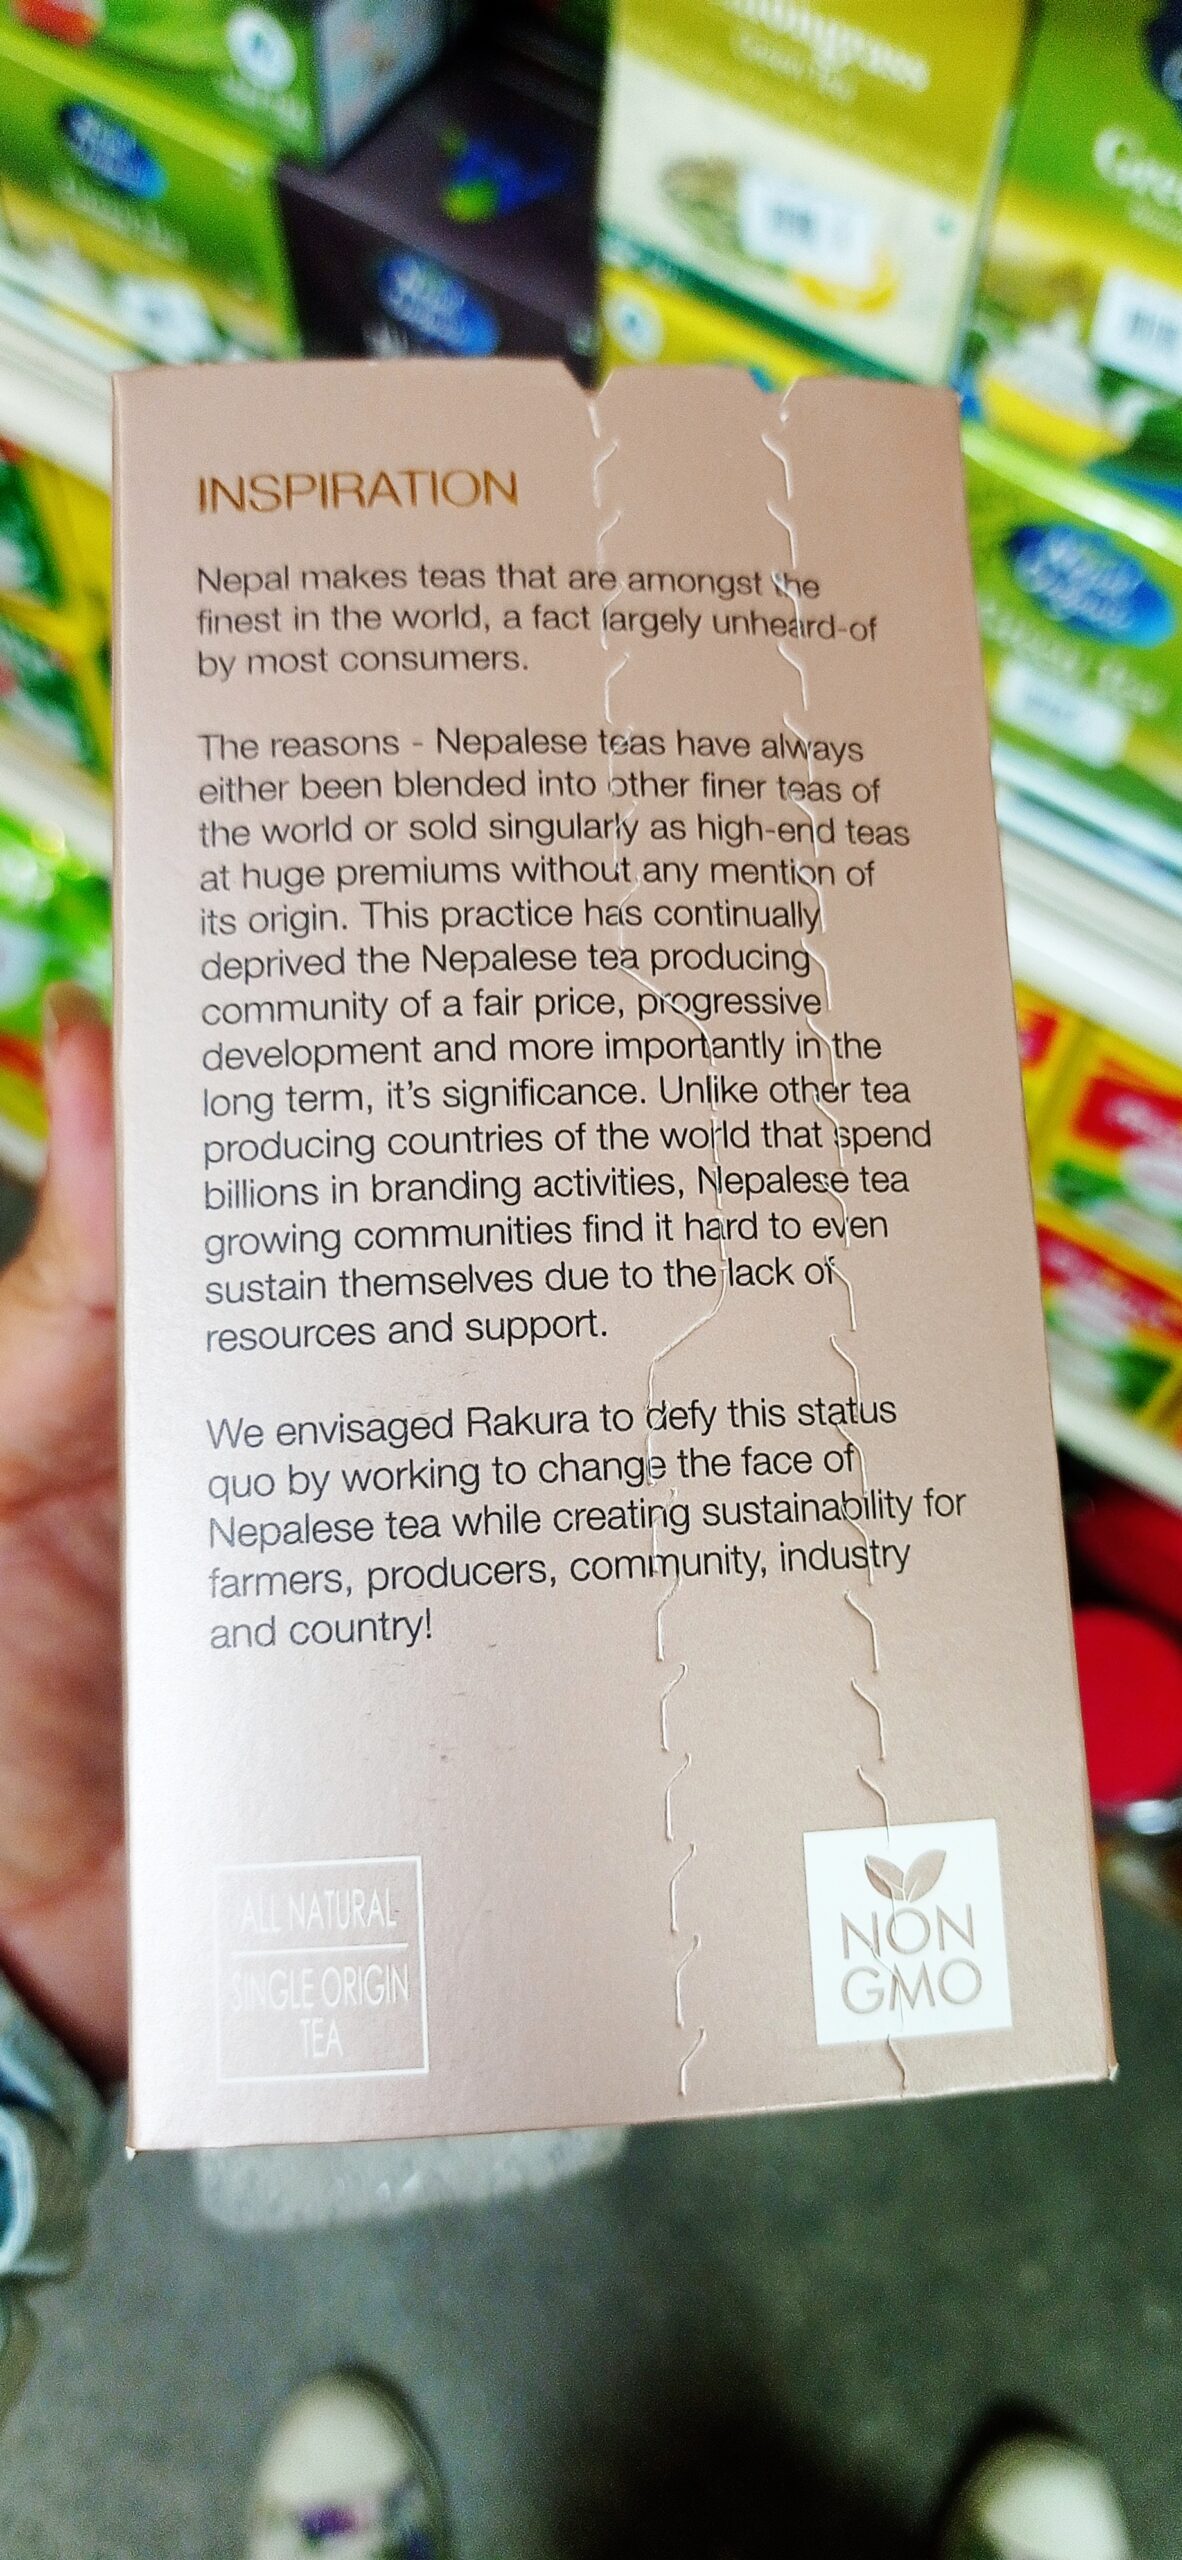 INSPIRATION
Nepal makes teas that are amongst the
finest in the world, a fact largely unheard-of
by most consumers.
The reasons - Nepalese teas have always
either been blended into other finer teas of
the world or sold singularly as high-end teas
at huge premiums without any mention of
its origin. This practice has continually
deprived the Nepalese tea producing
community of a fair price, progressive
development and more importantly in the
long term, it's significance. Unlike other tea
producing countries of the world that spend
billions in branding activities, Nepalese tea
growing communities find it hard to even
sustain themselves due to the lack of
resources and support.
We envisaged Rakura to defy this status
quo by working to change the face of
Nepalese tea while creating sustainability for
farmers, producers, community, industry
and country!
ALL NATURAL
SINGLE ORIGIN
TEA
NON
GMO